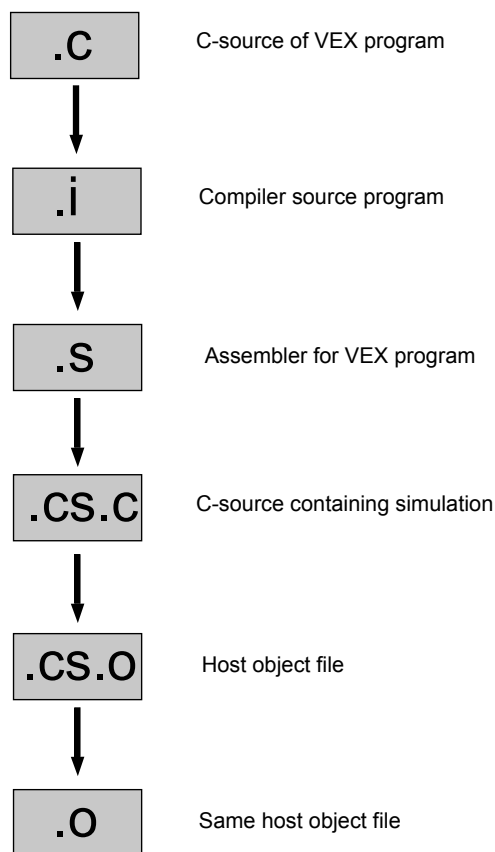 .c C-source of VEX program
.i Compiler source program
.s Assembler for VEX program
.cs.c C-source containing simulation
.cs.o Host object file
.o Same host object file